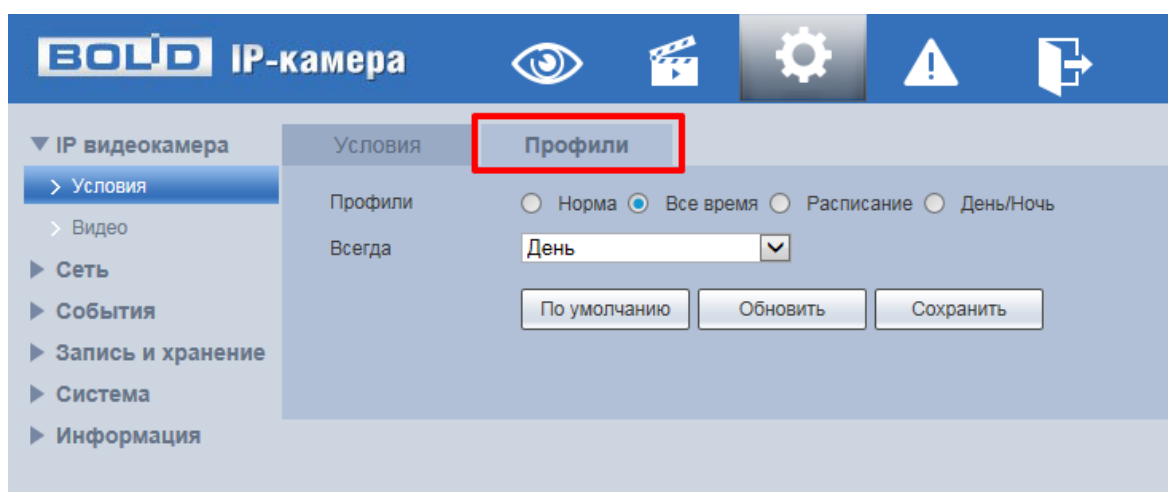 BOLID IP-камера
IP видеокамера
Условия
Видео
Сеть
События
Запись и хранение
Система
Информация
Условия Профили
Профили Норма Все время Расписание День/Ночь
Всегда День
По умолчанию Обновить Сохранить